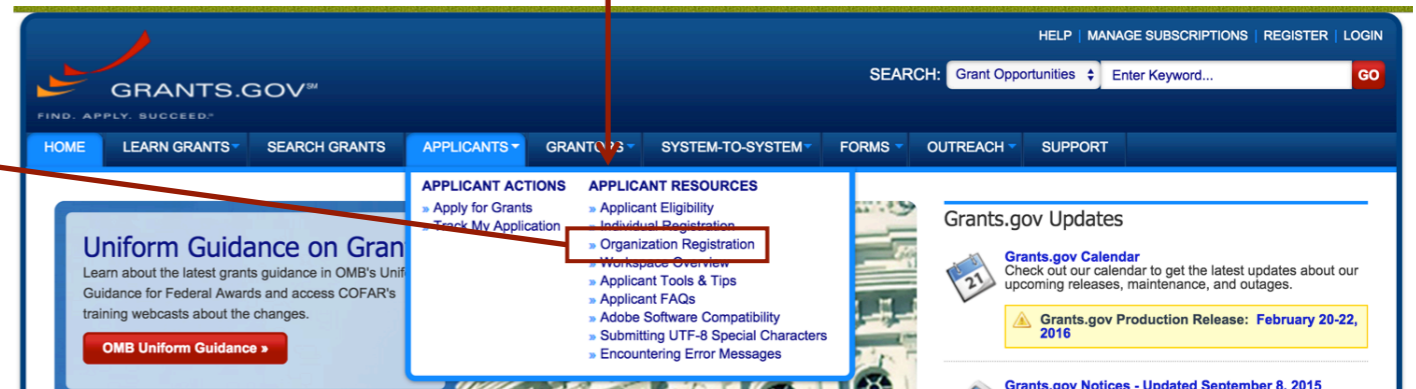 HELP | MANAGE SUBSCRIPTIONS | REGISTER | LOGIN
GRANTS.GOV℠
FIND. APPLY. SUCCEED.℠
SEARCH: Grant Opportunities Enter Keyword... GO
HOME LEARN GRANTS SEARCH GRANTS APPLICANTS GRANTORS SYSTEM-TO-SYSTEM FORMS OUTREACH SUPPORT
APPLICANT ACTIONS
» Apply for Grants
» Track My Application
APPLICANT RESOURCES
» Applicant Eligibility
» Individual Registration
» Organization Registration
» Workspace Overview
» Applicant Tools & Tips
» Applicant FAQs
» Adobe Software Compatibility
» Submitting UTF-8 Special Characters
» Encountering Error Messages
Uniform Guidance on Gran
Learn about the latest grants guidance in OMB's Unif
Guidance for Federal Awards and access COFAR's
training webcasts about the changes.
OMB Uniform Guidance »
Grants.gov Updates
21
Grants.gov Calendar
Check out our calendar to get the latest updates about our
upcoming releases, maintenance, and outages.
Grants.gov Production Release: February 20-22,
2016
Grants.gov Notices - Updated September 8, 2015